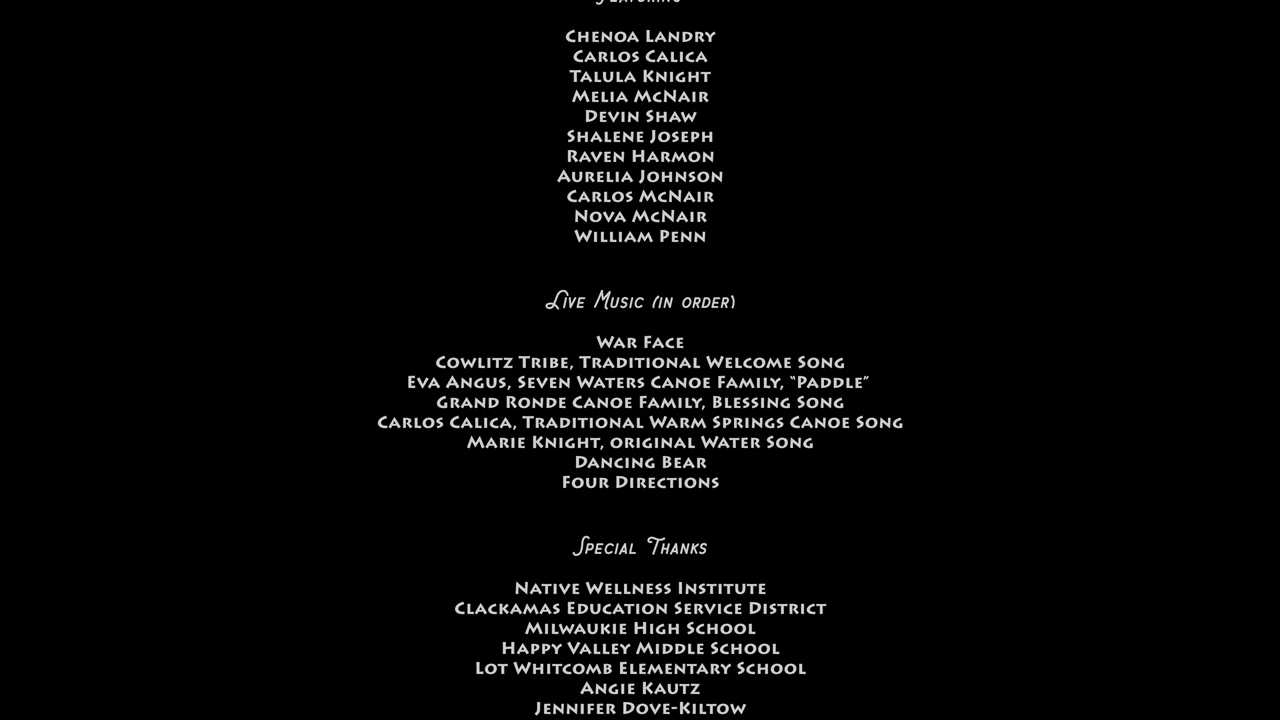 Featuring
Chenoa Landry
Carlos Calica
Talula Knight
Melia McNair
Devin Shaw
Shalene Joseph
Raven Harmon
Aurelia Johnson
Carlos McNair
Nova McNair
William Penn
Live Music (in order)
War Face
Cowlitz Tribe, Traditional Welcome Song
Eva Angus, Seven Waters Canoe Family, “Paddle”
Grand Ronde Canoe Family, Blessing Song
Carlos Calica, Traditional Warm Springs Canoe Song
Marie Knight, original Water Song
Dancing Bear
Four Directions
Special Thanks
Native Wellness Institute
Clackamas Education Service District
Milwaukie High School
Happy Valley Middle School
Lot Whitcomb Elementary School
Angie Kautz
Jennifer Dove-Kiltow